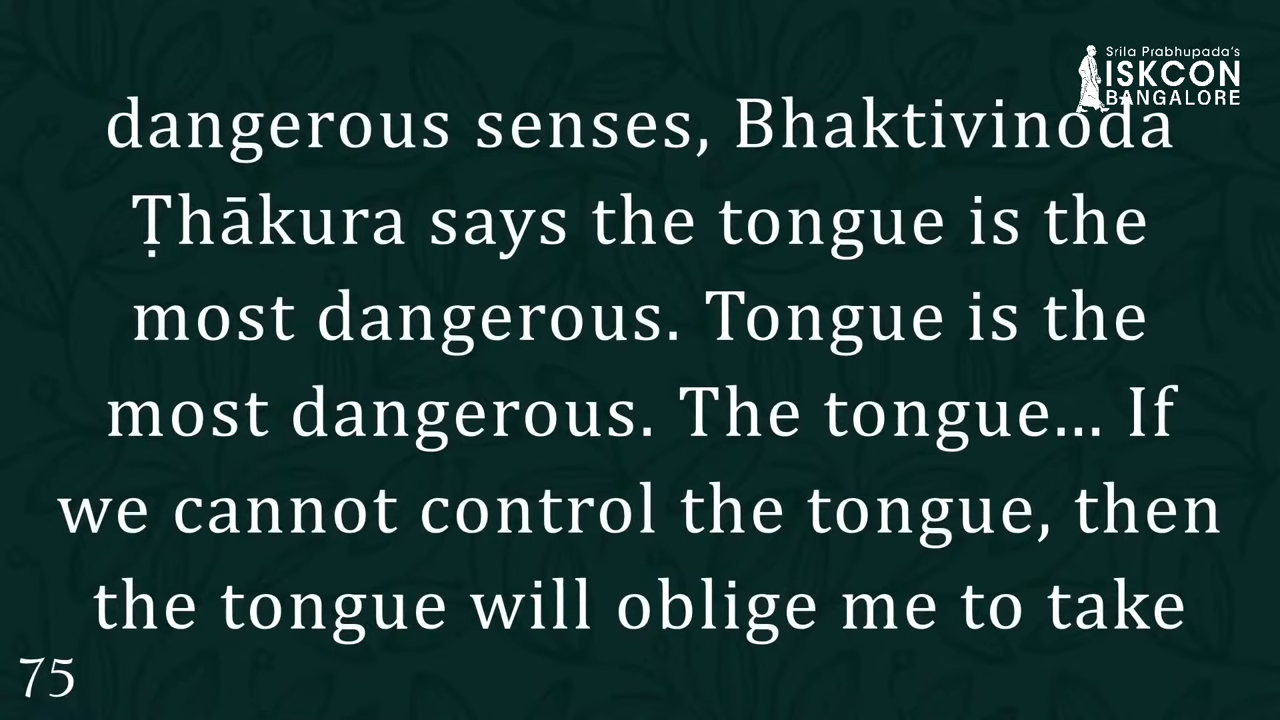 Srila Prabhupada's
ISKCON
BANGALORE
dangerous senses, Bhaktivinoda
Ṭhākura says the tongue is the
most dangerous. Tongue is the
most dangerous. The tongue... If
we cannot control the tongue, then
the tongue will oblige me to take
75